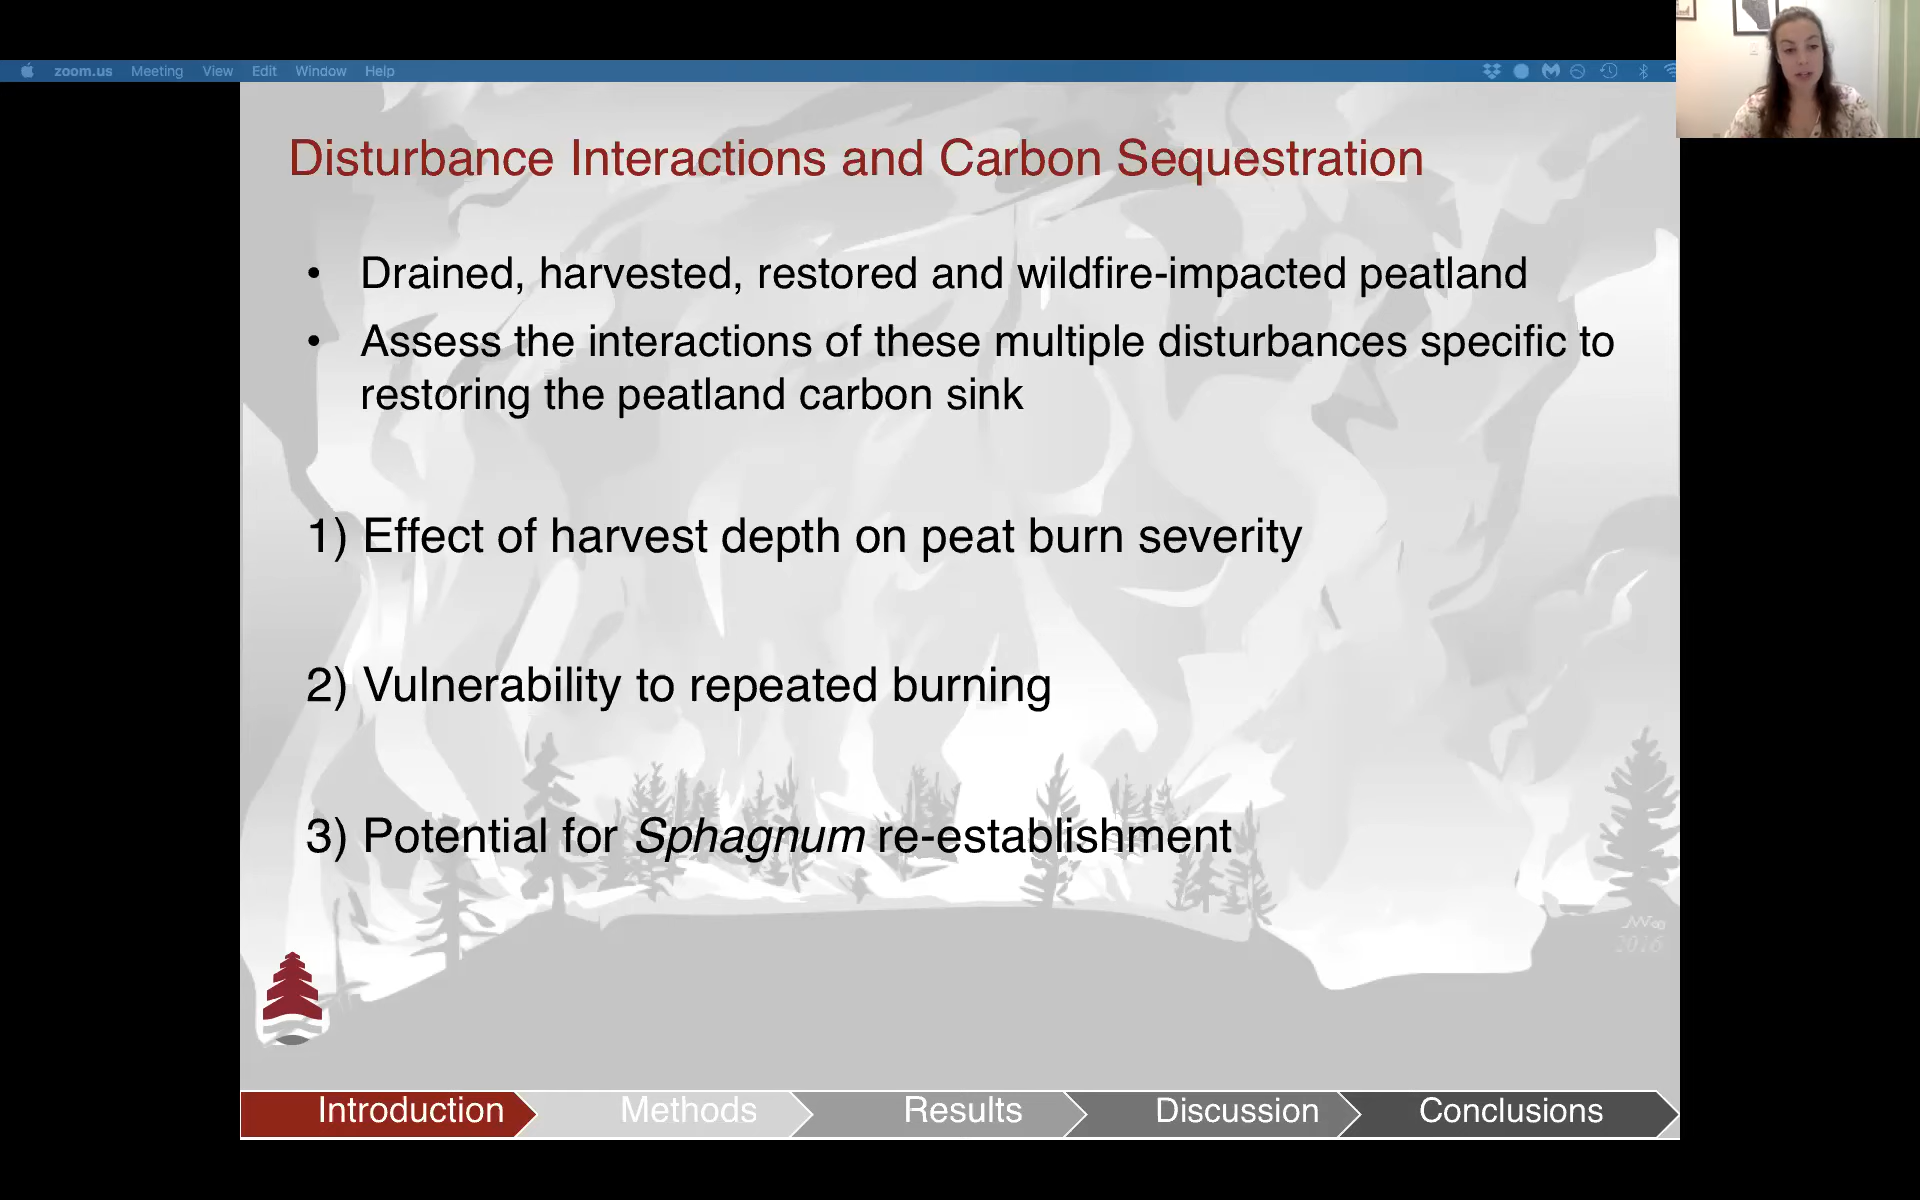 zoom.us Meeting View Edit Window Help
Disturbance Interactions and Carbon Sequestration
• Drained, harvested, restored and wildfire-impacted peatland
• Assess the interactions of these multiple disturbances specific to
restoring the peatland carbon sink
1) Effect of harvest depth on peat burn severity
2) Vulnerability to repeated burning
3) Potential for Sphagnum re-establishment
2016
Introduction Methods Results Discussion Conclusions